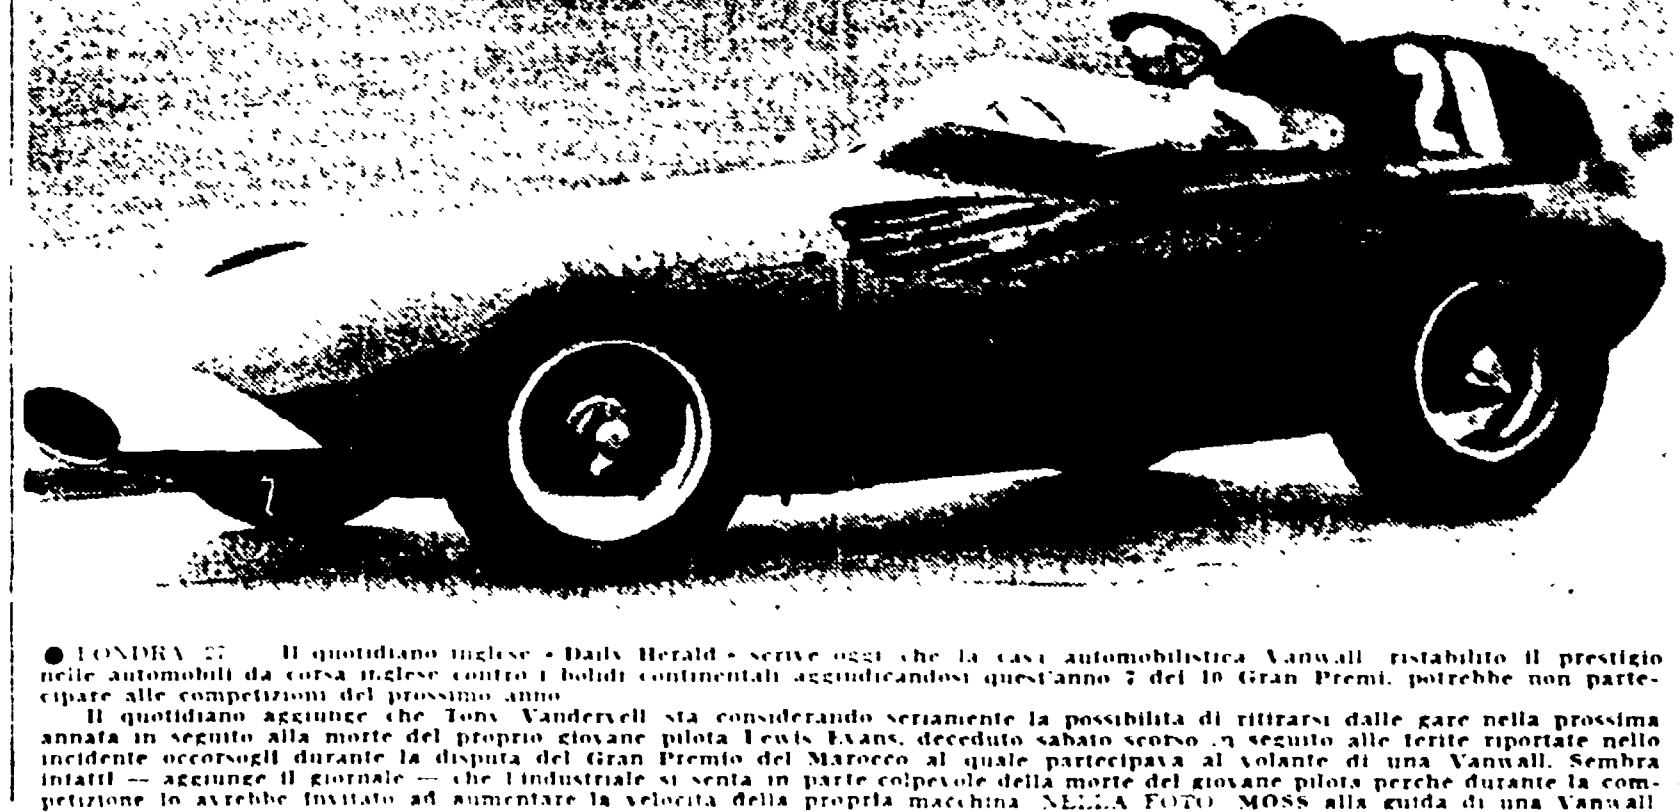 21
● LONDRA 27 Il quotidiano inglese « Daily Herald » scrive oggi che la casa automobilistica Vanwall ristabilito il prestigio
nelle automobili da corsa inglese contro i bolidi continentali aggiudicandosi quest'anno 7 dei 10 Gran Premi, potrebbe non parte-
cipare alle competizioni del prossimo anno
Il quotidiano aggiunge che Tony Vandervell sta considerando seriamente la possibilita di ritirarsi dalle gare nella prossima
annata in seguito alla morte del proprio giovane pilota Lewis Evans, deceduto sabato scorso in seguito alle ferite riportate nello
incidente occorsogli durante la disputa del Gran Premio del Marocco al quale partecipava al volante di una Vanwall. Sembra
infatti — aggiunge il giornale — che l'industriale si senta in parte colpevole della morte del giovane pilota perche durante la com-
petizione lo avrebbe invitato ad aumentare la velocita della propria macchina NELLA FOTO MOSS alla guida di una Vanwall